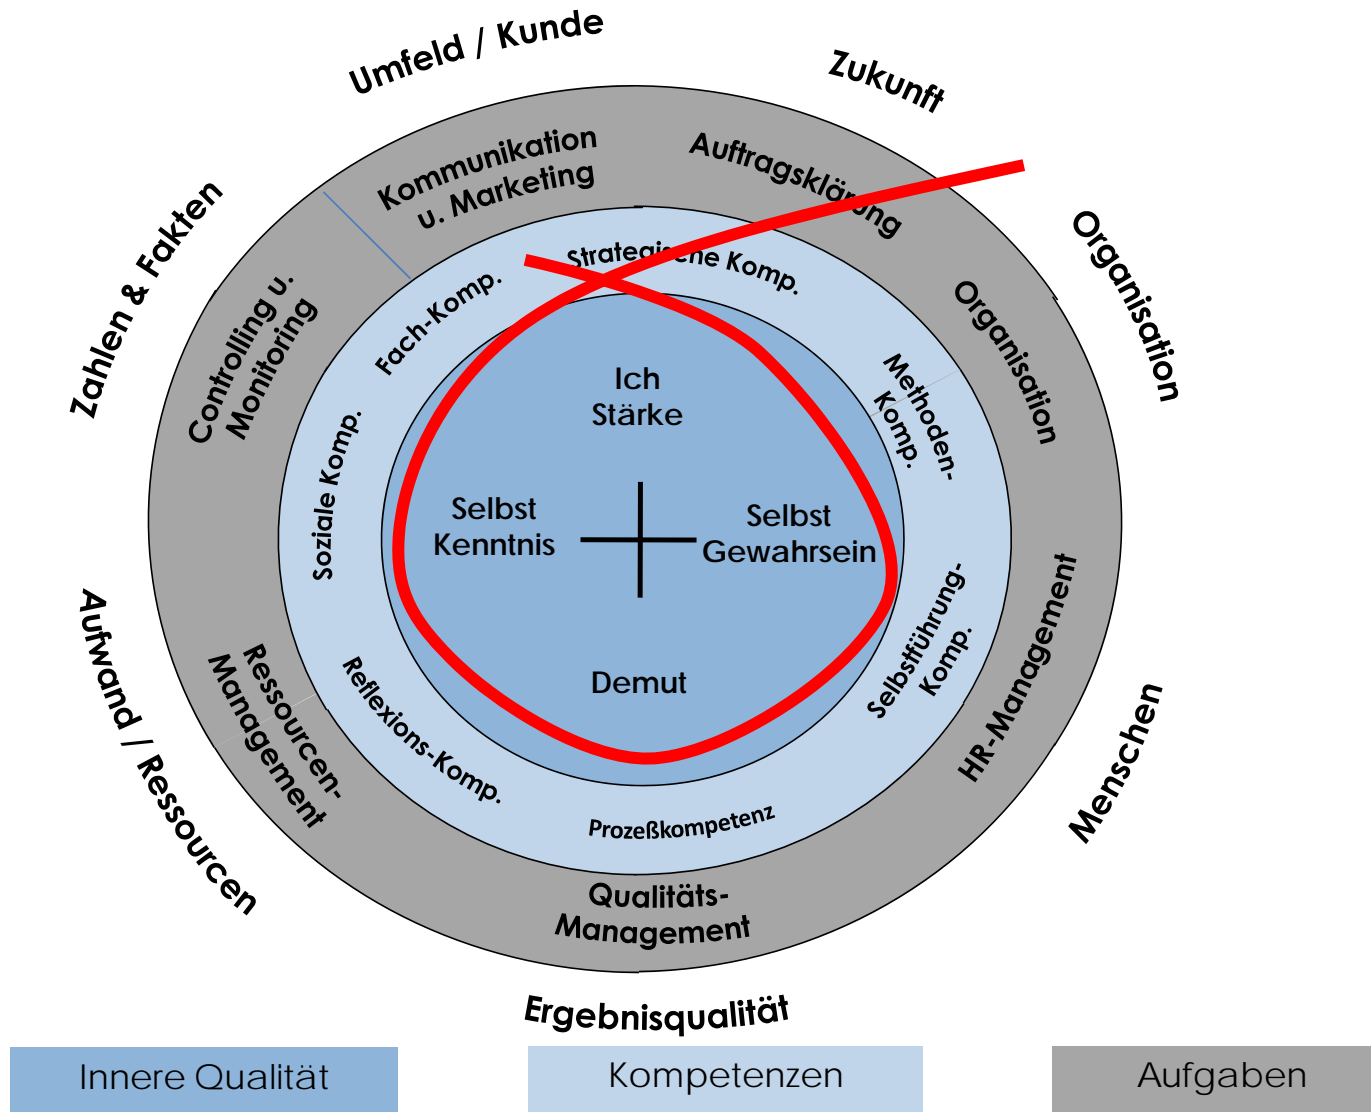 Umfeld / Kunde
Zukunft
Organisation
Menschen
Ergebnisqualität
Aufwand / Ressourcen
Zahlen & Fakten
Kommunikation
u. Marketing
Auftragsklärung
Organisation
HR-Management
Qualitäts-
Management
Ressourcen-
Management
Controlling u.
Monitoring
Fach-Komp.
Strategische Komp.
Methoden-
Komp.
Selbstführung-
Komp.
Prozeßkompetenz
Reflexions-Komp.
Soziale Komp.
Ich
Stärke
Selbst
Kenntnis
Selbst
Gewahrsein
Demut
Innere Qualität
Kompetenzen
Aufgaben